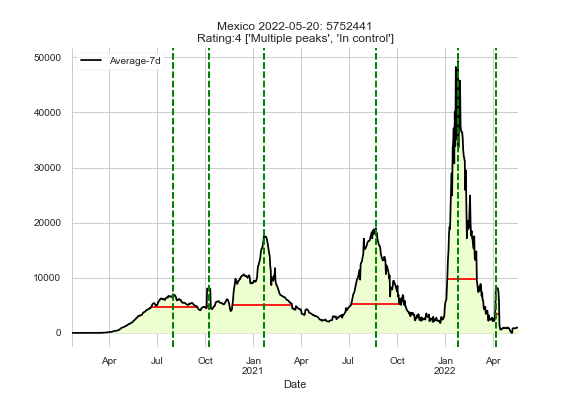 Mexico 2022-05-20: 5752441
Rating:4 ['Multiple peaks', 'In control']
Average-7d
50000
40000
30000
20000
10000
0
Apr Jul Oct Jan Apr Jul Oct Jan Apr
2021 2022
Date